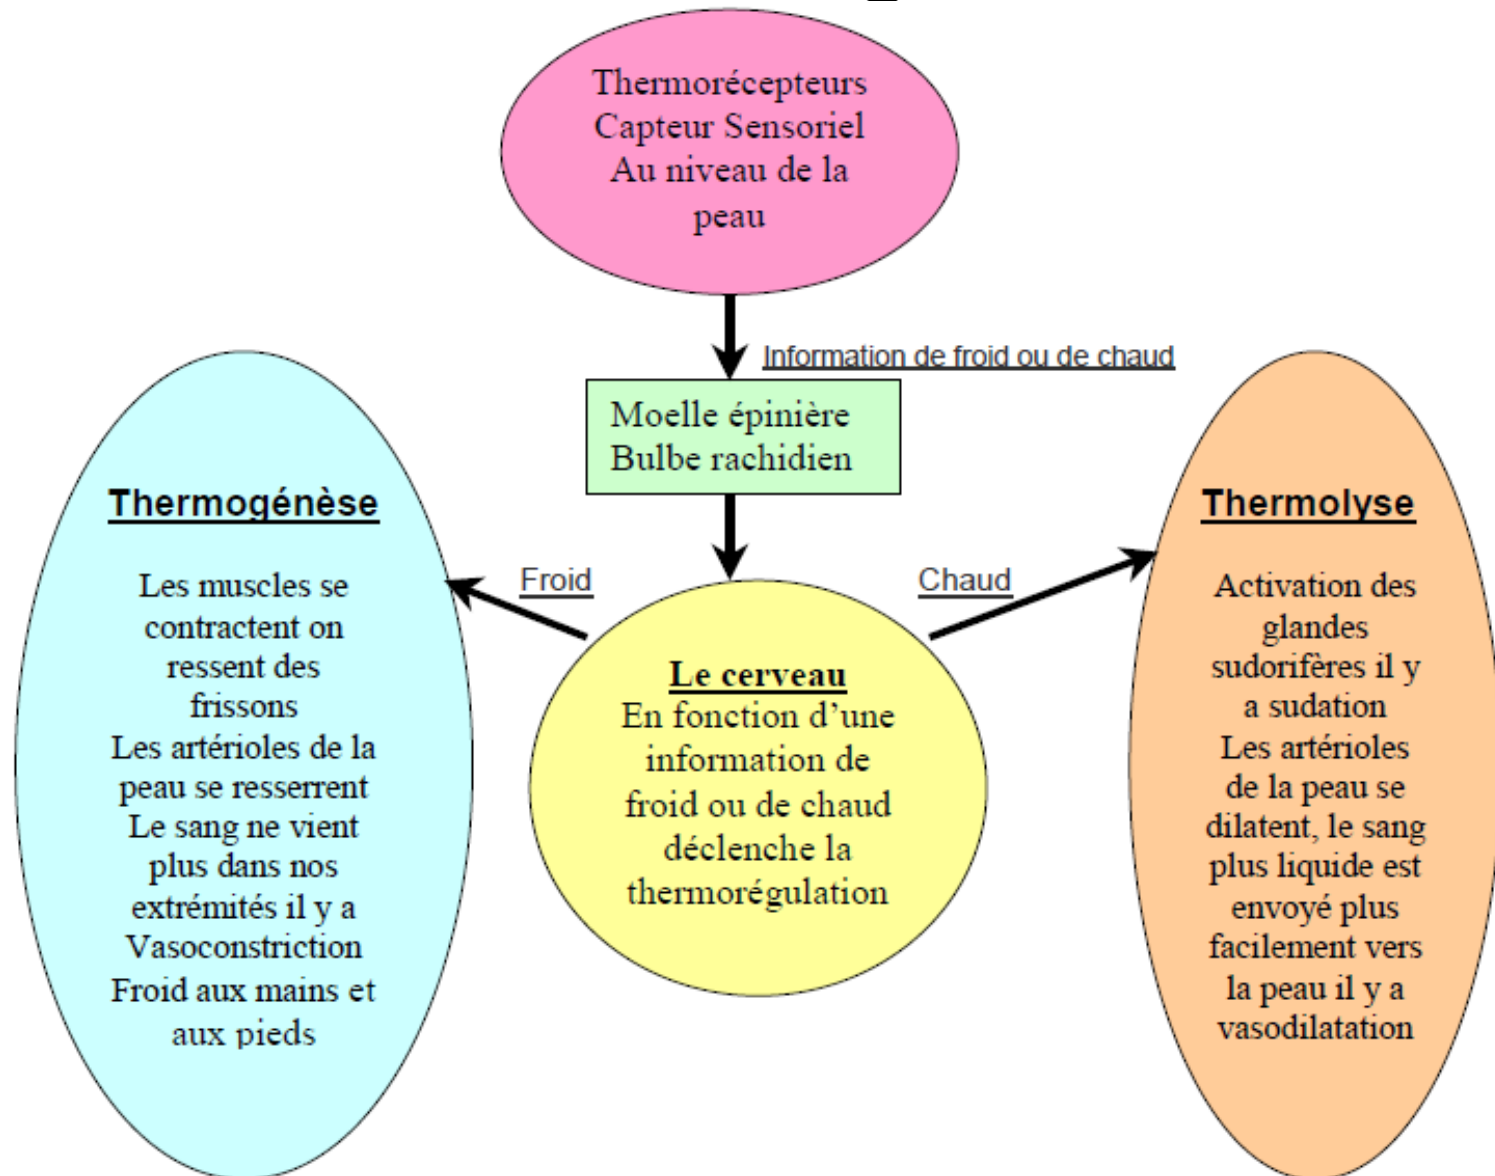 Thermorécepteurs
Capteur Sensoriel
Au niveau de la
peau
Information de froid ou de chaud
Moelle épinière
Bulbe rachidien
Froid
Chaud
Thermogénèse
Les muscles se
contractent on
ressent des
frissons
Les artérioles de la
peau se resserrent
Le sang ne vient
plus dans nos
extrémités il y a
Vasoconstriction
Froid aux mains et
aux pieds
Le cerveau
En fonction d’une
information de
froid ou de chaud
déclenche la
thermorégulation
Thermolyse
Activation des
glandes
sudorifères il y
a sudation
Les artérioles
de la peau se
dilatent, le sang
plus liquide est
envoyé plus
facilement vers
la peau il y a
vasodilatation